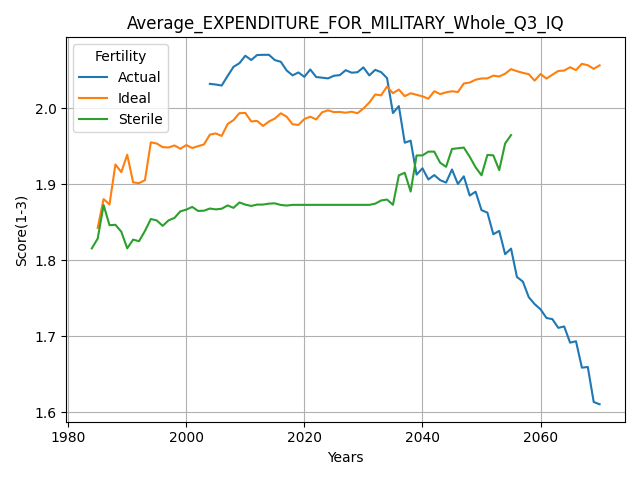 Average_EXPENDITURE_FOR_MILITARY_Whole_Q3_IQ
Fertility
Actual
Ideal
Sterile
Score(1-3)
2.0
1.9
1.8
1.7
1.6
1980
2000
2020
2040
2060
Years